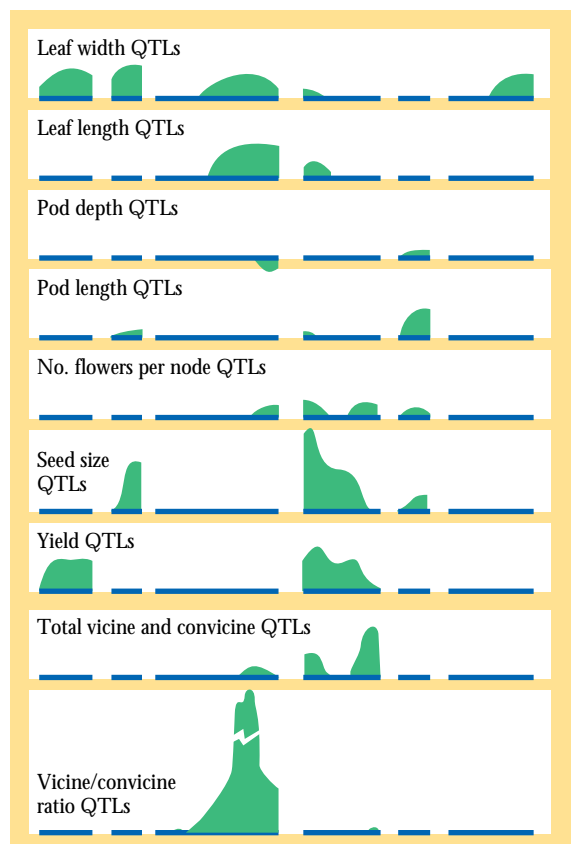 Leaf width QTLs
Leaf length QTLs
Pod depth QTLs
Pod length QTLs
No. flowers per node QTLs
Seed size
QTLs
Yield QTLs
Total vicine and convicine QTLs
Vicine/convicine
ratio QTLs